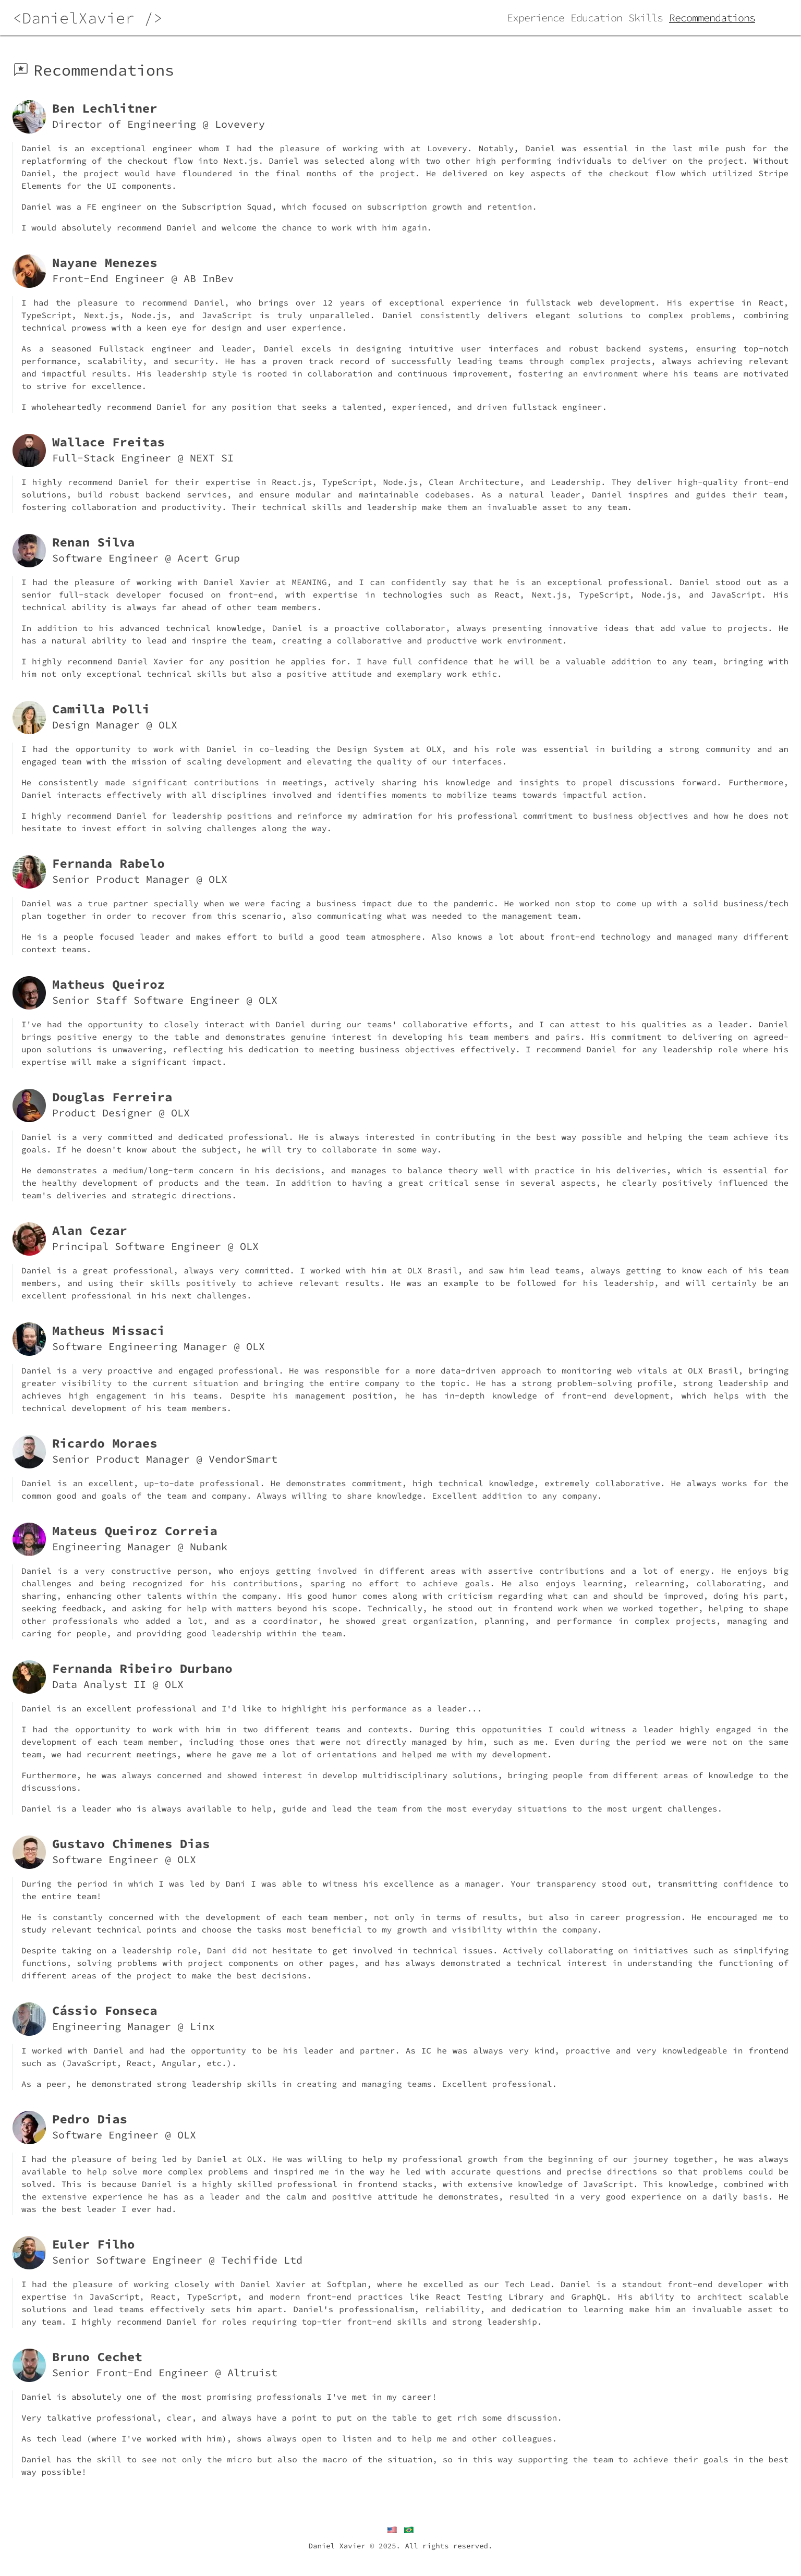 <DanielXavier />
Experience Education Skills Recommendations
Recommendations
Ben Lechlitner
Director of Engineering @ Lovevery
Daniel is an exceptional engineer whom I had the pleasure of working with at Lovevery. Notably, Daniel was essential in the last mile push for the
replatforming of the checkout flow into Next.js. Daniel was selected along with two other high performing individuals to deliver on the project. Without
Daniel, the project would have floundered in the final months of the project. He delivered on key aspects of the checkout flow which utilized Stripe
Elements for the UI components.
Daniel was a FE engineer on the Subscription Squad, which focused on subscription growth and retention.
I would absolutely recommend Daniel and welcome the chance to work with him again.
Nayane Menezes
Front-End Engineer @ AB InBev
I had the pleasure to recommend Daniel, who brings over 12 years of exceptional experience in fullstack web development. His expertise in React,
TypeScript, Next.js, Node.js, and JavaScript is truly unparalleled. Daniel consistently delivers elegant solutions to complex problems, combining
technical prowess with a keen eye for design and user experience.
As a seasoned Fullstack engineer and leader, Daniel excels in designing intuitive user interfaces and robust backend systems, ensuring top-notch
performance, scalability, and security. He has a proven track record of successfully leading teams through complex projects, always achieving relevant
and impactful results. His leadership style is rooted in collaboration and continuous improvement, fostering an environment where his teams are motivated
to strive for excellence.
I wholeheartedly recommend Daniel for any position that seeks a talented, experienced, and driven fullstack engineer.
Wallace Freitas
Full-Stack Engineer @ NEXT SI
I highly recommend Daniel for their expertise in React.js, TypeScript, Node.js, Clean Architecture, and Leadership. They deliver high-quality front-end
solutions, build robust backend services, and ensure modular and maintainable codebases. As a natural leader, Daniel inspires and guides their team,
fostering collaboration and productivity. Their technical skills and leadership make them an invaluable asset to any team.
Renan Silva
Software Engineer @ Acert Grup
I had the pleasure of working with Daniel Xavier at MEANING, and I can confidently say that he is an exceptional professional. Daniel stood out as a
senior full-stack developer focused on front-end, with expertise in technologies such as React, Next.js, TypeScript, Node.js, and JavaScript. His
technical ability is always far ahead of other team members.
In addition to his advanced technical knowledge, Daniel is a proactive collaborator, always presenting innovative ideas that add value to projects. He
has a natural ability to lead and inspire the team, creating a collaborative and productive work environment.
I highly recommend Daniel Xavier for any position he applies for. I have full confidence that he will be a valuable addition to any team, bringing with
him not only exceptional technical skills but also a positive attitude and exemplary work ethic.
Camilla Polli
Design Manager @ OLX
I had the opportunity to work with Daniel in co-leading the Design System at OLX, and his role was essential in building a strong community and an
engaged team with the mission of scaling development and elevating the quality of our interfaces.
He consistently made significant contributions in meetings, actively sharing his knowledge and insights to propel discussions forward. Furthermore,
Daniel interacts effectively with all disciplines involved and identifies moments to mobilize teams towards impactful action.
I highly recommend Daniel for leadership positions and reinforce my admiration for his professional commitment to business objectives and how he does not
hesitate to invest effort in solving challenges along the way.
Fernanda Rabelo
Senior Product Manager @ OLX
Daniel was a true partner specially when we were facing a business impact due to the pandemic. He worked non stop to come up with a solid business/tech
plan together in order to recover from this scenario, also communicating what was needed to the management team.
He is a people focused leader and makes effort to build a good team atmosphere. Also knows a lot about front-end technology and managed many different
context teams.
Matheus Queiroz
Senior Staff Software Engineer @ OLX
I've had the opportunity to closely interact with Daniel during our teams' collaborative efforts, and I can attest to his qualities as a leader. Daniel
brings positive energy to the table and demonstrates genuine interest in developing his team members and pairs. His commitment to delivering on agreed-
upon solutions is unwavering, reflecting his dedication to meeting business objectives effectively. I recommend Daniel for any leadership role where his
expertise will make a significant impact.
Douglas Ferreira
Product Designer @ OLX
Daniel is a very committed and dedicated professional. He is always interested in contributing in the best way possible and helping the team achieve its
goals. If he doesn't know about the subject, he will try to collaborate in some way.
He demonstrates a medium/long-term concern in his decisions, and manages to balance theory well with practice in his deliveries, which is essential for
the healthy development of products and the team. In addition to having a great critical sense in several aspects, he clearly positively influenced the
team's deliveries and strategic directions.
Alan Cezar
Principal Software Engineer @ OLX
Daniel is a great professional, always very committed. I worked with him at OLX Brasil, and saw him lead teams, always getting to know each of his team
members, and using their skills positively to achieve relevant results. He was an example to be followed for his leadership, and will certainly be an
excellent professional in his next challenges.
Matheus Missaci
Software Engineering Manager @ OLX
Daniel is a very proactive and engaged professional. He was responsible for a more data-driven approach to monitoring web vitals at OLX Brasil, bringing
greater visibility to the current situation and bringing the entire company to the topic. He has a strong problem-solving profile, strong leadership and
achieves high engagement in his teams. Despite his management position, he has in-depth knowledge of front-end development, which helps with the
technical development of his team members.
Ricardo Moraes
Senior Product Manager @ VendorSmart
Daniel is an excellent, up-to-date professional. He demonstrates commitment, high technical knowledge, extremely collaborative. He always works for the
common good and goals of the team and company. Always willing to share knowledge. Excellent addition to any company.
Mateus Queiroz Correia
Engineering Manager @ Nubank
Daniel is a very constructive person, who enjoys getting involved in different areas with assertive contributions and a lot of energy. He enjoys big
challenges and being recognized for his contributions, sparing no effort to achieve goals. He also enjoys learning, relearning, collaborating, and
sharing, enhancing other talents within the company. His good humor comes along with criticism regarding what can and should be improved, doing his part,
seeking feedback, and asking for help with matters beyond his scope. Technically, he stood out in frontend work when we worked together, helping to shape
other professionals who added a lot, and as a coordinator, he showed great organization, planning, and performance in complex projects, managing and
caring for people, and providing good leadership within the team.
Fernanda Ribeiro Durbano
Data Analyst II @ OLX
Daniel is an excellent professional and I'd like to highlight his performance as a leader...
I had the opportunity to work with him in two different teams and contexts. During this oppotunities I could witness a leader highly engaged in the
development of each team member, including those ones that were not directly managed by him, such as me. Even during the period we were not on the same
team, we had recurrent meetings, where he gave me a lot of orientations and helped me with my development.
Furthermore, he was always concerned and showed interest in develop multidisciplinary solutions, bringing people from different areas of knowledge to the
discussions.
Daniel is a leader who is always available to help, guide and lead the team from the most everyday situations to the most urgent challenges.
Gustavo Chimenes Dias
Software Engineer @ OLX
During the period in which I was led by Dani I was able to witness his excellence as a manager. Your transparency stood out, transmitting confidence to
the entire team!
He is constantly concerned with the development of each team member, not only in terms of results, but also in career progression. He encouraged me to
study relevant technical points and choose the tasks most beneficial to my growth and visibility within the company.
Despite taking on a leadership role, Dani did not hesitate to get involved in technical issues. Actively collaborating on initiatives such as simplifying
functions, solving problems with project components on other pages, and has always demonstrated a technical interest in understanding the functioning of
different areas of the project to make the best decisions.
Cássio Fonseca
Engineering Manager @ Linx
I worked with Daniel and had the opportunity to be his leader and partner. As IC he was always very kind, proactive and very knowledgeable in frontend
such as (JavaScript, React, Angular, etc.).
As a peer, he demonstrated strong leadership skills in creating and managing teams. Excellent professional.
Pedro Dias
Software Engineer @ OLX
I had the pleasure of being led by Daniel at OLX. He was willing to help my professional growth from the beginning of our journey together, he was always
available to help solve more complex problems and inspired me in the way he led with accurate questions and precise directions so that problems could be
solved. This is because Daniel is a highly skilled professional in frontend stacks, with extensive knowledge of JavaScript. This knowledge, combined with
the extensive experience he has as a leader and the calm and positive attitude he demonstrates, resulted in a very good experience on a daily basis. He
was the best leader I ever had.
Euler Filho
Senior Software Engineer @ Techifide Ltd
I had the pleasure of working closely with Daniel Xavier at Softplan, where he excelled as our Tech Lead. Daniel is a standout front-end developer with
expertise in JavaScript, React, TypeScript, and modern front-end practices like React Testing Library and GraphQL. His ability to architect scalable
solutions and lead teams effectively sets him apart. Daniel's professionalism, reliability, and dedication to learning make him an invaluable asset to
any team. I highly recommend Daniel for roles requiring top-tier front-end skills and strong leadership.
Bruno Cechet
Senior Front-End Engineer @ Altruist
Daniel is absolutely one of the most promising professionals I've met in my career!
Very talkative professional, clear, and always have a point to put on the table to get rich some discussion.
As tech lead (where I've worked with him), shows always open to listen and to help me and other colleagues.
Daniel has the skill to see not only the micro but also the macro of the situation, so in this way supporting the team to achieve their goals in the best
way possible!
Daniel Xavier © 2025. All rights reserved.